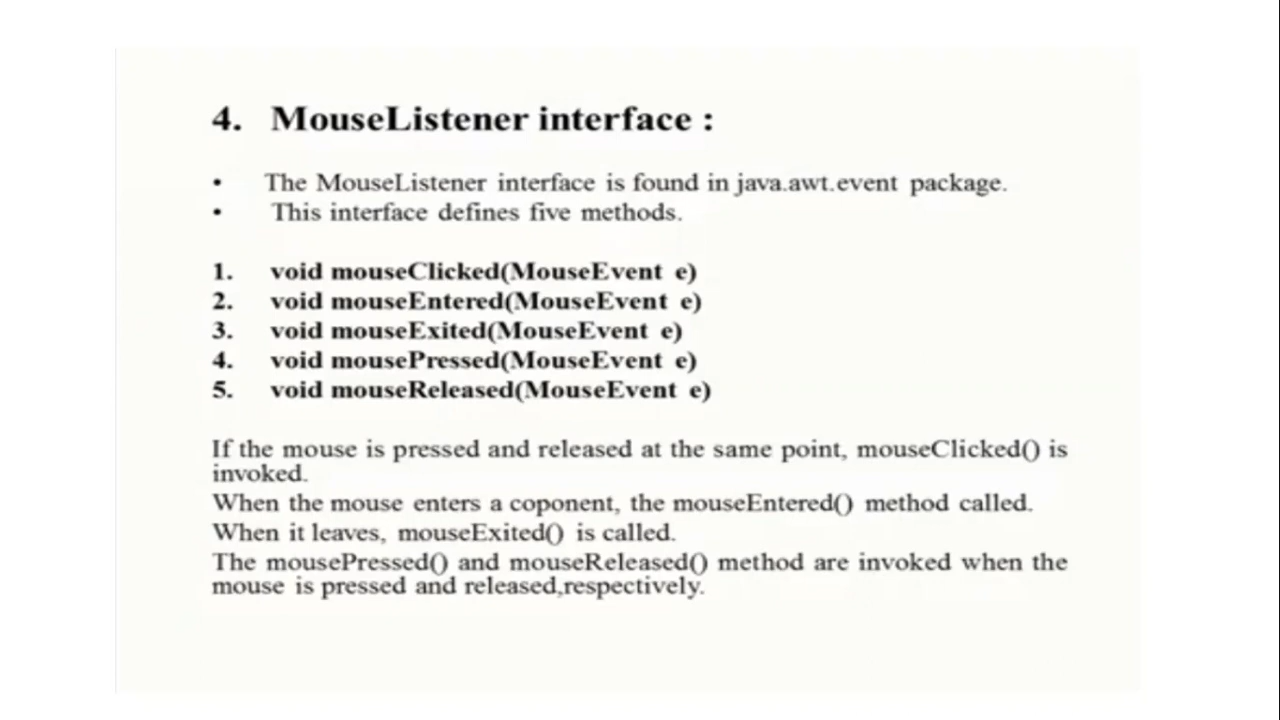 4. MouseListener interface :
• The MouseListener interface is found in java.awt.event package.
• This interface defines five methods.
1. void mouseClicked(MouseEvent e)
2. void mouseEntered(MouseEvent e)
3. void mouseExited(MouseEvent e)
4. void mousePressed(MouseEvent e)
5. void mouseReleased(MouseEvent e)
If the mouse is pressed and released at the same point, mouseClicked() is
invoked.
When the mouse enters a coponent, the mouseEntered() method called.
When it leaves, mouseExited() is called.
The mousePressed() and mouseReleased() method are invoked when the
mouse is pressed and released,respectively.